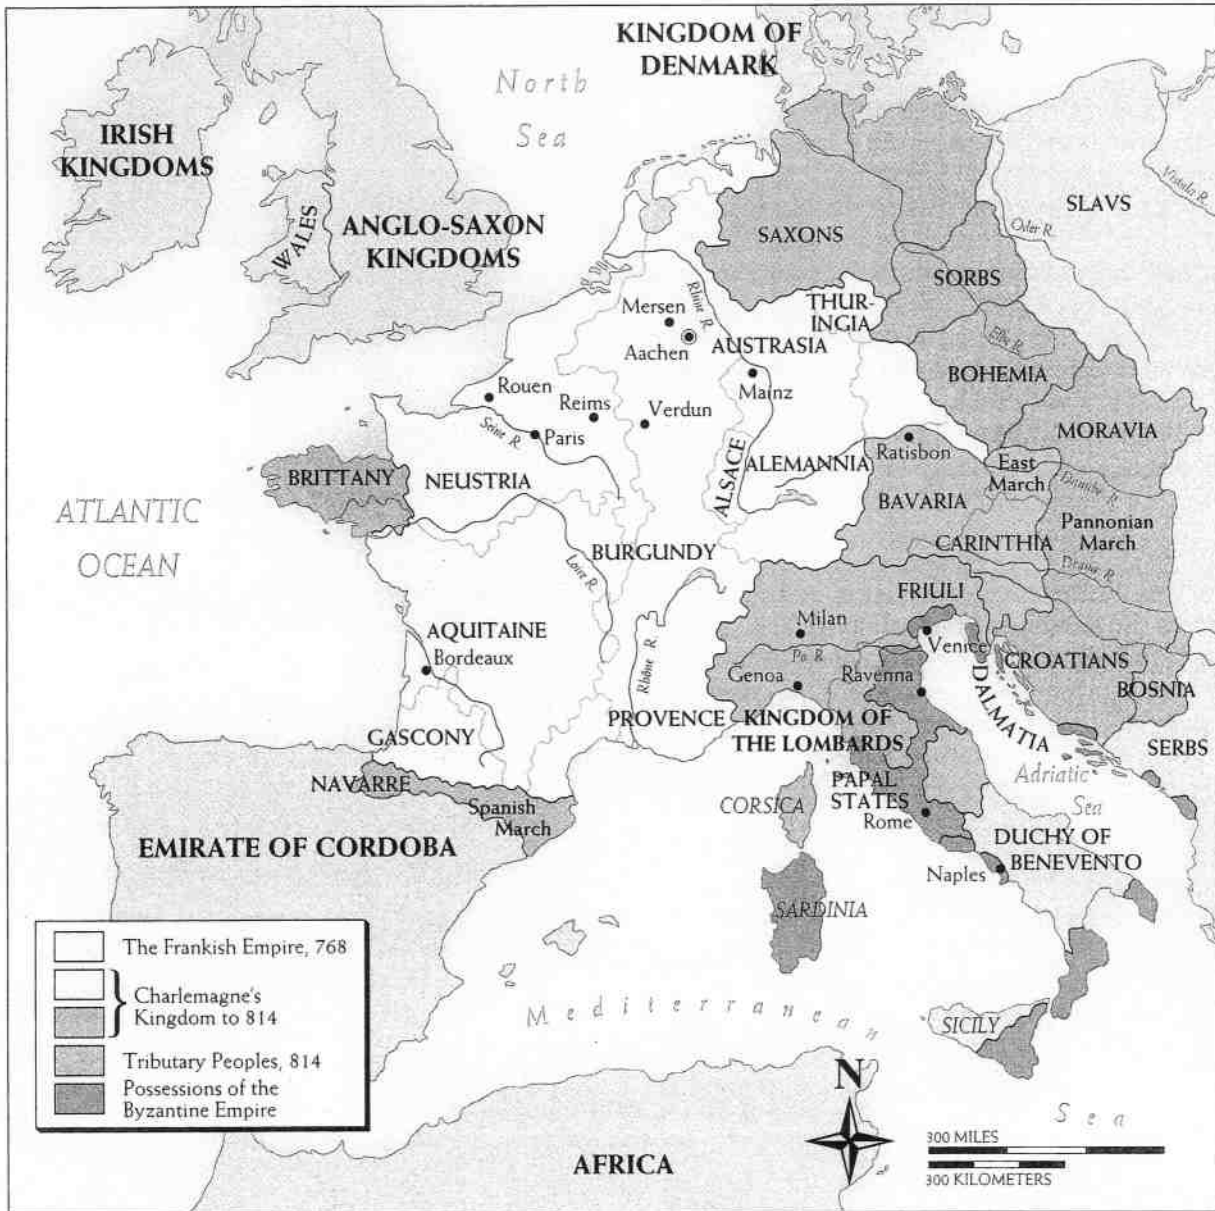 KINGDOM OF
DENMARK
North
Sea
IRISH
KINGDOMS
WALES
ANGLO-SAXON
KINGDOMS
SLAVS
Vistula R.
Oder R.
SAXONS
SORBS
THUR-
INGIA
Rhine R.
Mersen
Aachen
AUSTRASIA
Elbe R.
BOHEMIA
Rouen
Reims
Verdun
Mainz
MORAVIA
Seine R.
Paris
Ratisbon
BRITTANY
NEUSTRIA
ALSACE
ALEMANNIA
East
March
Danube R.
BAVARIA
ATLANTIC
OCEAN
Pannonian
March
BURGUNDY
CARINTHIA
Loire R.
Drava R.
FRIULI
AQUITAINE
Bordeaux
Rhône R.
Milan
Po R.
Venice
Genoa
Ravenna
CROATIANS
BOSNIA
DALMATIA
GASCONY
PROVENCE
KINGDOM OF
THE LOMBARDS
SERBS
NAVARRE
Spanish
March
CORSICA
PAPAL
STATES
Rome
Adriatic
Sea
EMIRATE OF CORDOBA
DUCHY OF
BENEVENTO
Naples
SARDINIA
The Frankish Empire, 768
Charlemagne's
Kingdom to 814
Tributary Peoples, 814
Possessions of the
Byzantine Empire
Mediterranean
Sea
SICILY
N
300 MILES
300 KILOMETERS
AFRICA